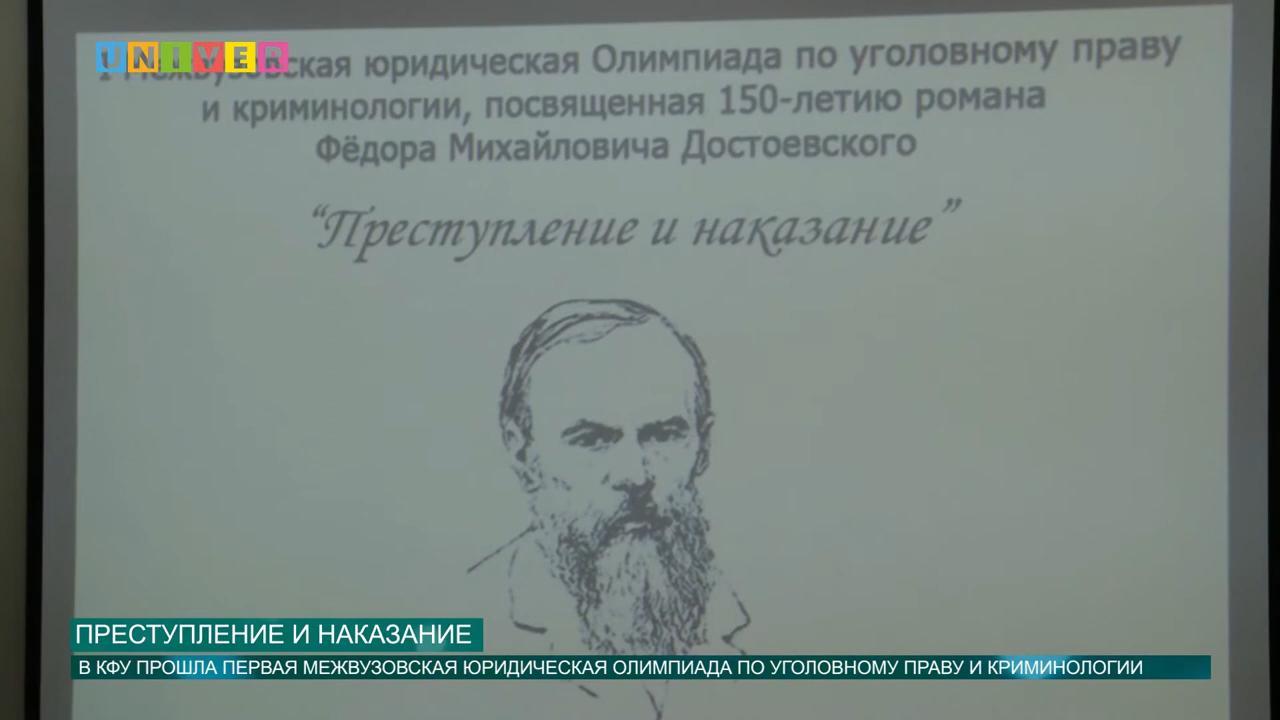 UNIVER
юридическая Олимпиада по уголовному праву
и криминологии, посвященная 150-летию романа
Фёдора Михайловича Достоевского
“Преступление и наказание”
ПРЕСТУПЛЕНИЕ И НАКАЗАНИЕ
В КФУ ПРОШЛА ПЕРВАЯ МЕЖВУЗОВСКАЯ ЮРИДИЧЕСКАЯ ОЛИМПИАДА ПО УГОЛОВНОМУ ПРАВУ И КРИМИНОЛОГИИ